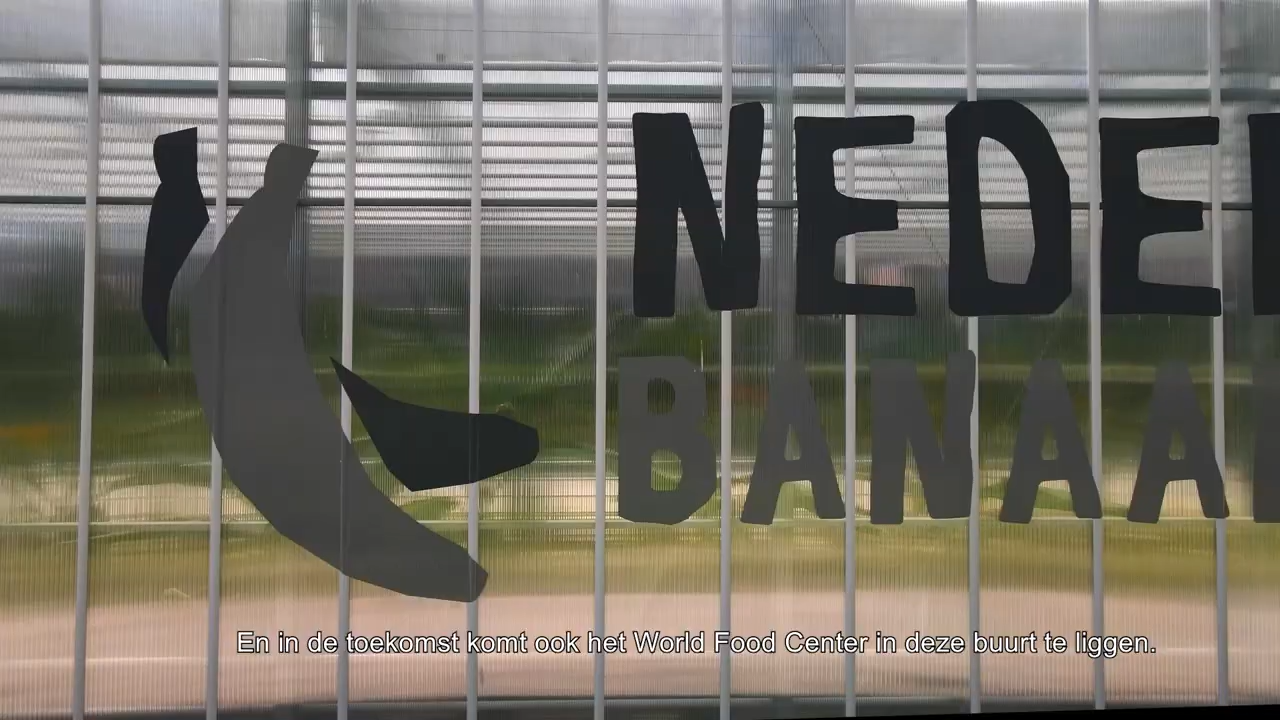 NEDE
BANAA
En in de toekomst komt ook het World Food Center in deze buurt te liggen.